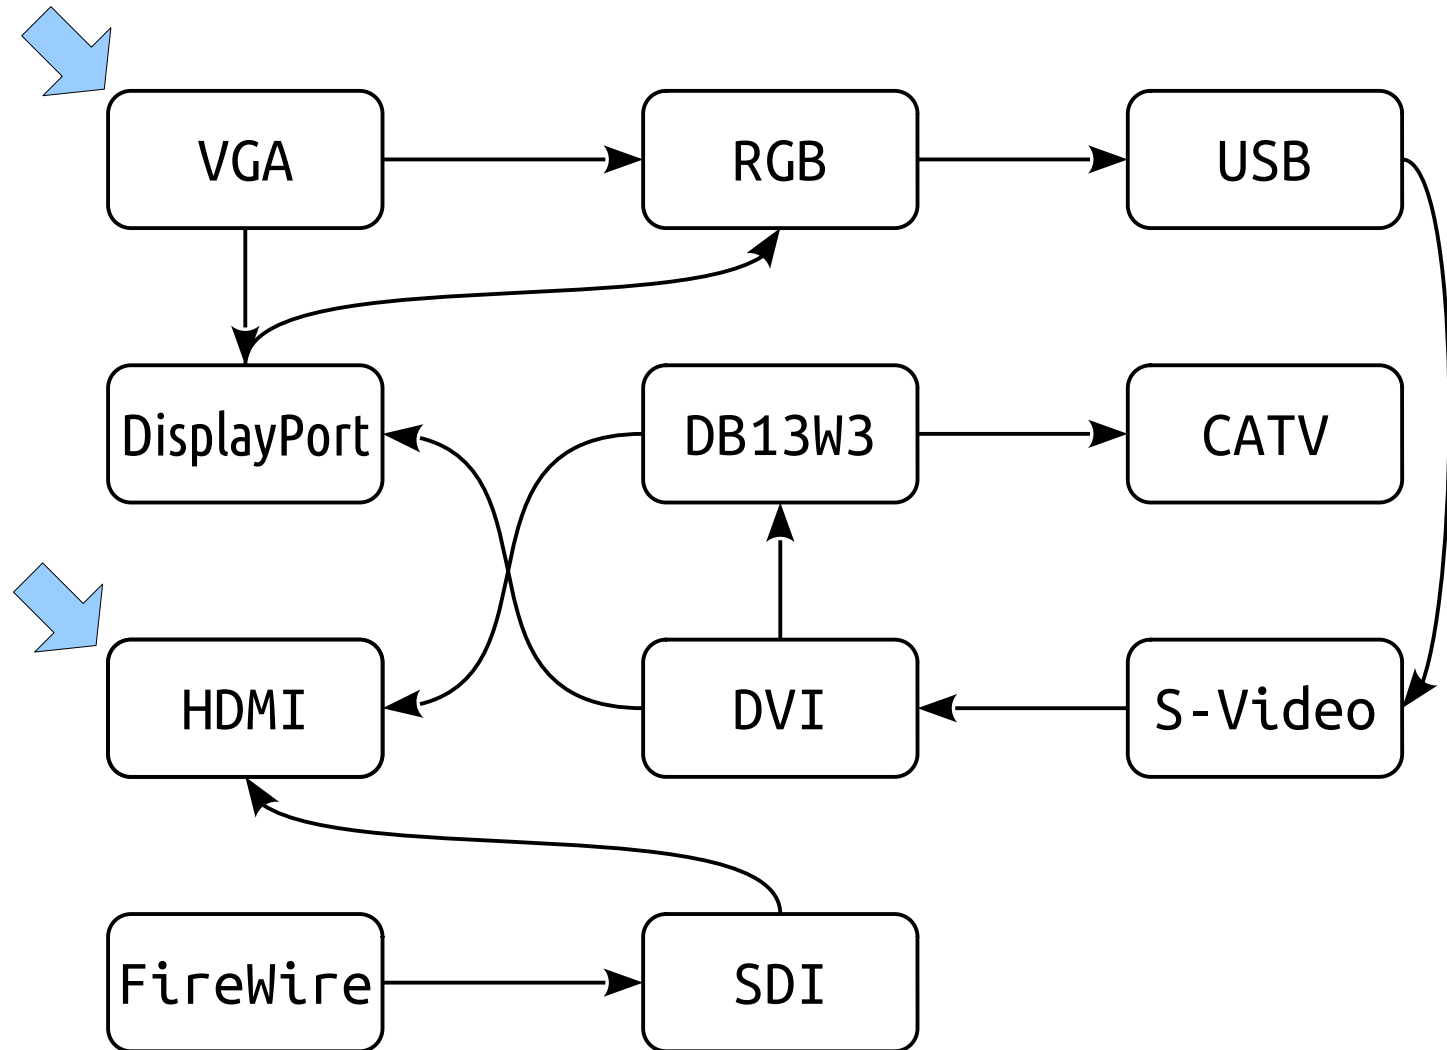 VGA
RGB
USB
DisplayPort
DB13W3
CATV
HDMI
DVI
S-Video
FireWire
SDI